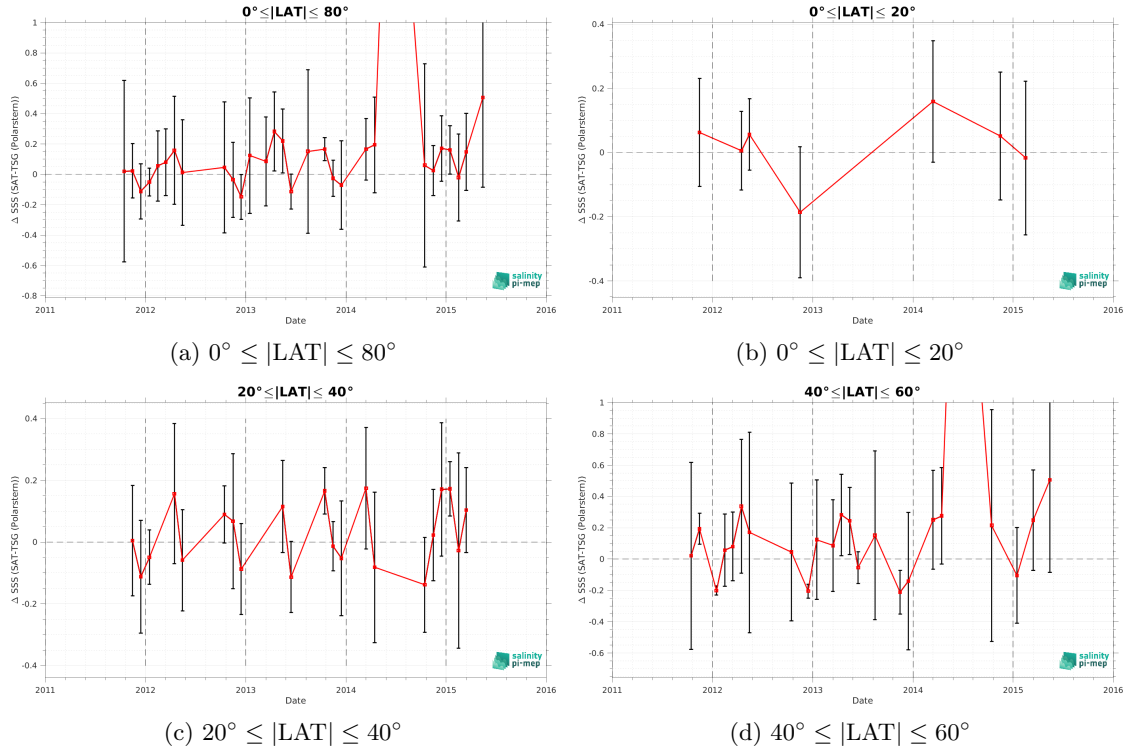 0°≤|LAT|≤ 80°
Δ SSS (SAT-TSG (Polarstern))
1
0.8
0.6
0.4
0.2
0
-0.2
-0.4
-0.6
-0.8
2011 2012 2013 2014 2015 2016
Date
salinity
pi-mep
(a) 0° ≤ |LAT| ≤ 80°
0°≤|LAT|≤ 20°
Δ SSS (SAT-TSG (Polarstern))
0.4
0.2
0
-0.2
-0.4
2011 2012 2013 2014 2015 2016
Date
salinity
pi-mep
(b) 0° ≤ |LAT| ≤ 20°
20°≤|LAT|≤ 40°
Δ SSS (SAT-TSG (Polarstern))
0.4
0.2
0
-0.2
-0.4
2011 2012 2013 2014 2015 2016
Date
salinity
pi-mep
(c) 20° ≤ |LAT| ≤ 40°
40°≤|LAT|≤ 60°
Δ SSS (SAT-TSG (Polarstern))
1
0.8
0.6
0.4
0.2
0
-0.2
-0.4
-0.6
2011 2012 2013 2014 2015 2016
Date
salinity
pi-mep
(d) 40° ≤ |LAT| ≤ 60°